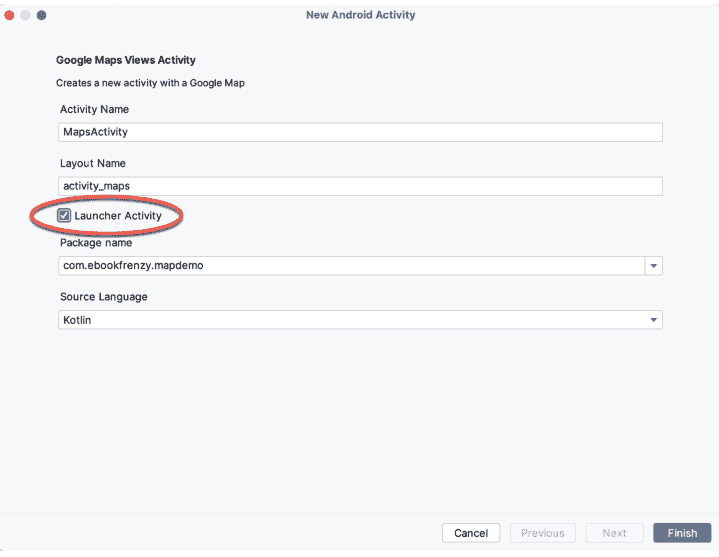 New Android Activity
Google Maps Views Activity
Creates a new activity with a Google Map
Activity Name
MapsActivity
Layout Name
activity_maps
Launcher Activity
Package name
com.ebookfrenzy.mapdemo
Source Language
Kotlin
Cancel Previous Next Finish